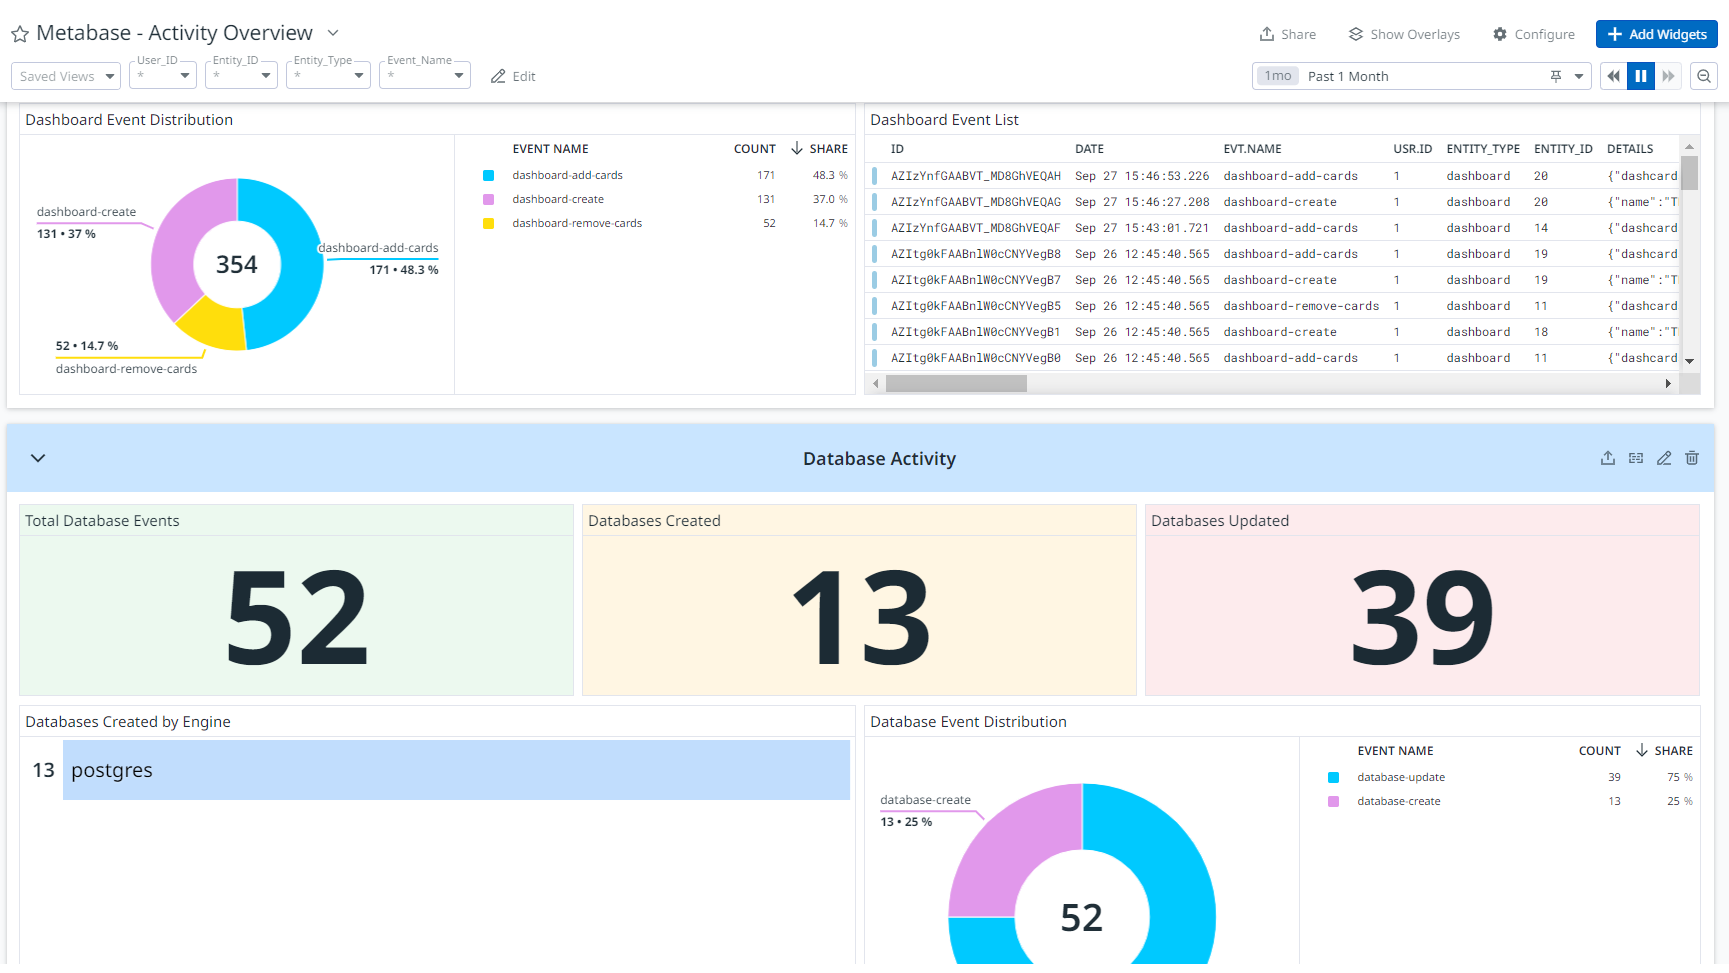 Metabase - Activity Overview
Share
Show Overlays
Configure
+ Add Widgets
Saved Views
User_ID
*
Entity_ID
*
Entity_Type
*
Event_Name
*
Edit
1mo Past 1 Month
Dashboard Event Distribution
dashboard-create
131 • 37 %
dashboard-add-cards
171 • 48.3 %
354
52 • 14.7 %
dashboard-remove-cards
EVENT NAME COUNT SHARE
dashboard-add-cards 171 48.3 %
dashboard-create 131 37.0 %
dashboard-remove-cards 52 14.7 %
Dashboard Event List
ID DATE EVT.NAME USR.ID ENTITY_TYPE ENTITY_ID DETAILS
AZIzYnfGAABVT_MD8GhVEQAH Sep 27 15:46:53.226 dashboard-add-cards 1 dashboard 20 {"dashcard
AZIzYnfGAABVT_MD8GhVEQAG Sep 27 15:46:27.208 dashboard-create 1 dashboard 20 {"name":"T
AZIzYnfGAABVT_MD8GhVEQAF Sep 27 15:43:01.721 dashboard-add-cards 1 dashboard 14 {"dashcard
AZItg0kFAABnlW0cCNYVegB8 Sep 26 12:45:40.565 dashboard-add-cards 1 dashboard 19 {"dashcard
AZItg0kFAABnlW0cCNYVegB7 Sep 26 12:45:40.565 dashboard-create 1 dashboard 19 {"name":"T
AZItg0kFAABnlW0cCNYVegB5 Sep 26 12:45:40.565 dashboard-remove-cards 1 dashboard 11 {"dashcard
AZItg0kFAABnlW0cCNYVegB1 Sep 26 12:45:40.565 dashboard-create 1 dashboard 18 {"name":"T
AZItg0kFAABnlW0cCNYVegB0 Sep 26 12:45:40.565 dashboard-add-cards 1 dashboard 11 {"dashcard
Database Activity
Total Database Events
52
Databases Created
13
Databases Updated
39
Databases Created by Engine
13 postgres
Database Event Distribution
database-create
13 • 25 %
52
EVENT NAME COUNT SHARE
database-update 39 75 %
database-create 13 25 %